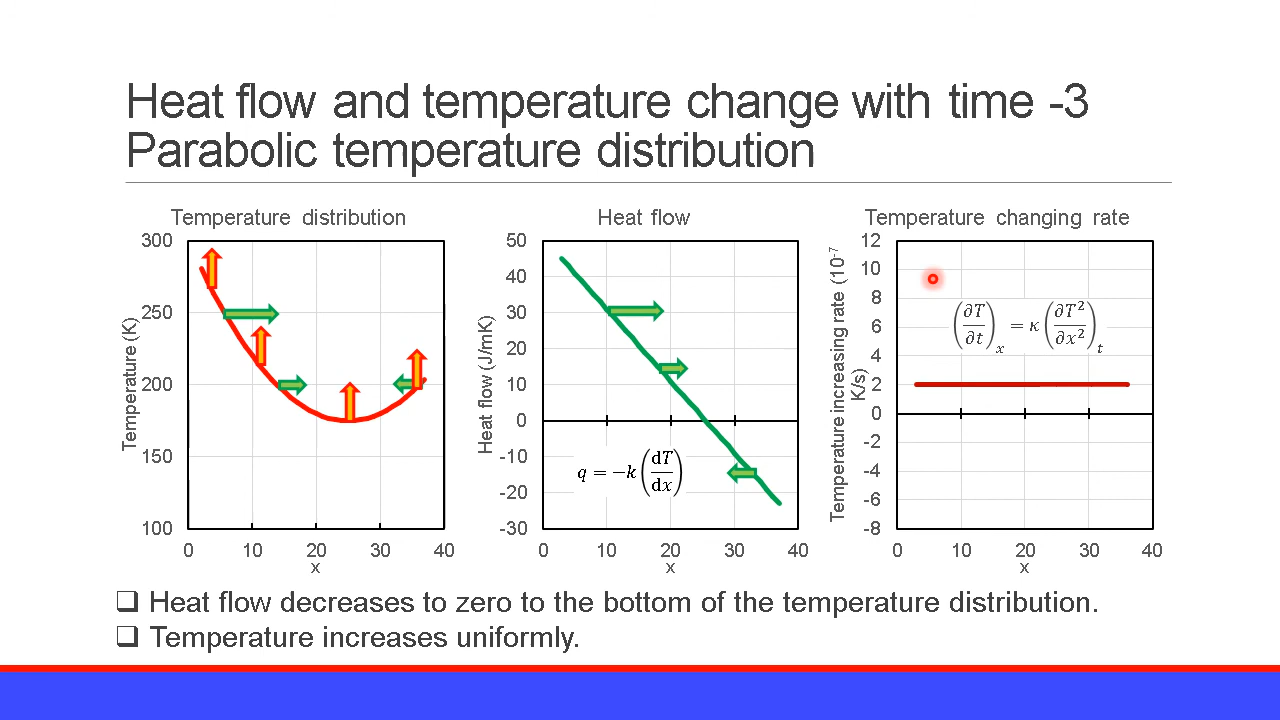 Heat flow and temperature change with time -3
Parabolic temperature distribution
Temperature distribution
300
250
200
150
100
0 10 20 30 40
x
Temperature (K)
Heat flow
50
40
30
20
10
0
-10
-20
-30
0 10 20 30 40
x
Heat flow (J/mK)
q = −k (dT/dx)
Temperature changing rate
12
10
8
6
4
2
0
-2
-4
-6
-8
0 10 20 30 40
x
Temperature increasing rate (10⁻⁷
K/s)
(∂T/∂t)ₓ = κ (∂T²/∂x²)ₜ
❑ Heat flow decreases to zero to the bottom of the temperature distribution.
❑ Temperature increases uniformly.